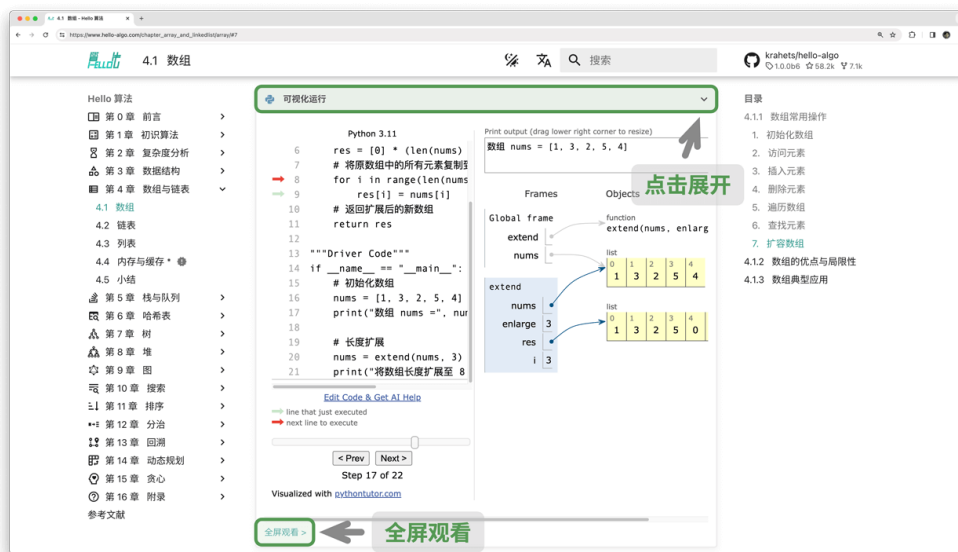 4.1 数组 - Hello 算法
https://www.hello-algo.com/chapter_array_and_linkedlist/array/#7
4.1 数组
搜索
krahets/hello-algo
1.0.0b6 58.2k 7.1k
Hello 算法
第 0 章 前言
第 1 章 初识算法
第 2 章 复杂度分析
第 3 章 数据结构
第 4 章 数组与链表
4.1 数组
4.2 链表
4.3 列表
4.4 内存与缓存 *
4.5 小结
第 5 章 栈与队列
第 6 章 哈希表
第 7 章 树
第 8 章 堆
第 9 章 图
第 10 章 搜索
第 11 章 排序
第 12 章 分治
第 13 章 回溯
第 14 章 动态规划
第 15 章 贪心
第 16 章 附录
参考文献
可视化运行
点击展开
Python 3.11
6 res = [0] * (len(nums)
7 # 将原数组中的所有元素复制到
8 for i in range(len(nums
9 res[i] = nums[i]
10 # 返回扩展后的新数组
11 return res
12
13 """Driver Code"""
14 if __name__ == "__main__":
15 # 初始化数组
16 nums = [1, 3, 2, 5, 4]
17 print("数组 nums =", nu
18
19 # 长度扩展
20 nums = extend(nums, 3)
21 print("将数组长度扩展至 8
Edit Code & Get AI Help
line that just executed
next line to execute
< Prev Next >
Step 17 of 22
Visualized with pythontutor.com
全屏观看 >
全屏观看
Print output (drag lower right corner to resize)
数组 nums = [1, 3, 2, 5, 4]
Frames Objects
Global frame
extend
nums
function
extend(nums, enlarg
list
0 1 2 3 4
1 3 2 5 4
extend
nums
enlarge 3
res
i 3
list
0 1 2 3 4
1 3 2 5 0
目录
4.1.1 数组常用操作
1. 初始化数组
2. 访问元素
3. 插入元素
4. 删除元素
5. 遍历数组
6. 查找元素
7. 扩容数组
4.1.2 数组的优点与局限性
4.1.3 数组典型应用